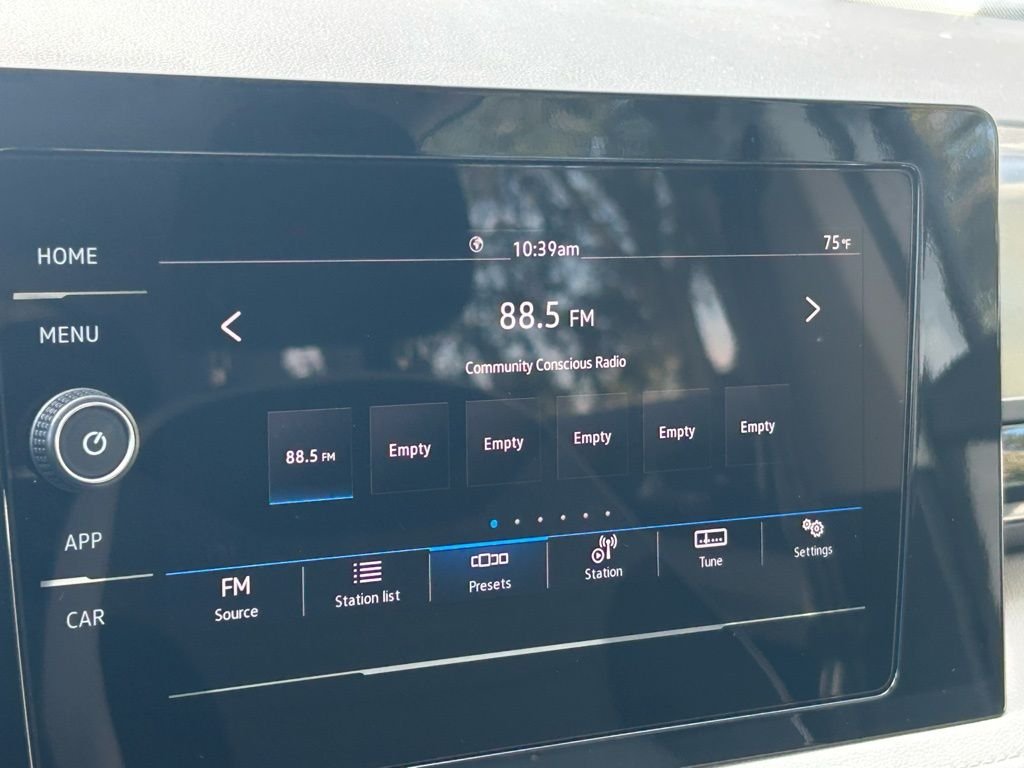 HOME
MENU
APP
CAR
10:39am
75°F
88.5 FM
Community Conscious Radio
88.5 FM
Empty
Empty
Empty
Empty
Empty
FM
Source
Station list
Presets
Station
Tune
Settings